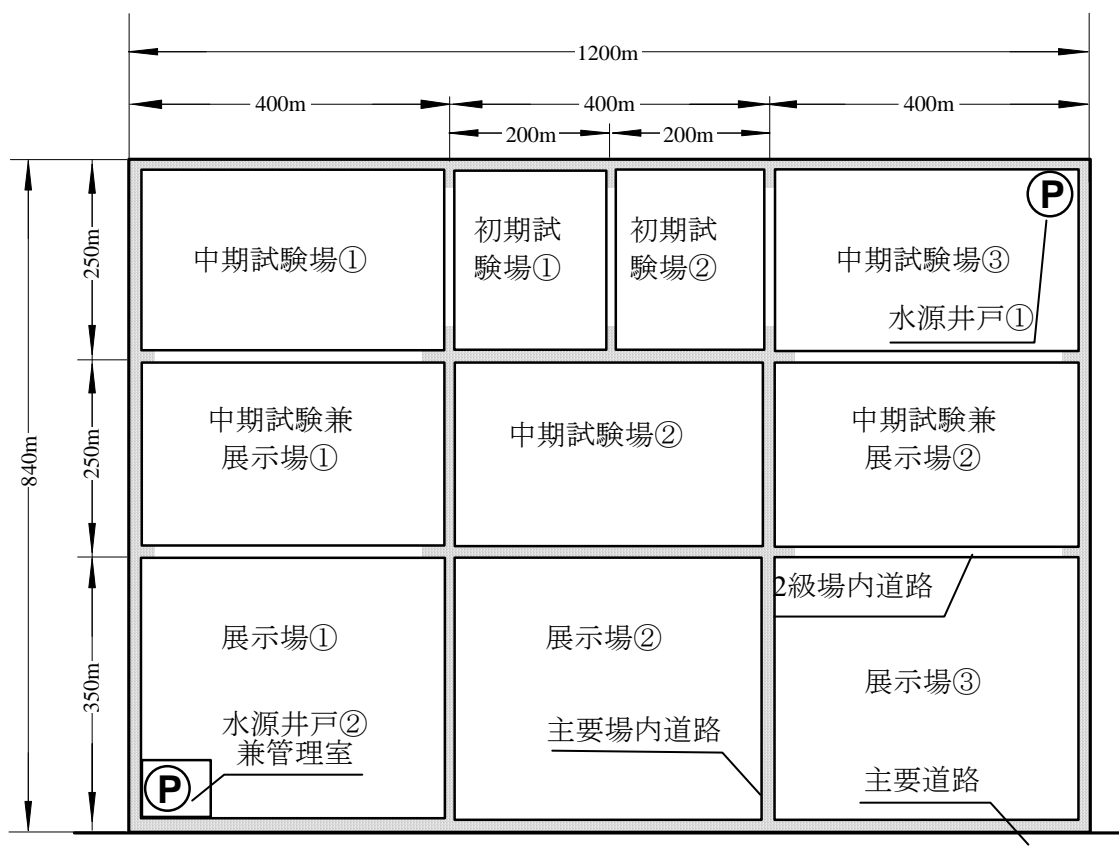 1200m
400m
400m
400m
200m
200m
840m
250m
250m
350m
中期試験場①
初期試
験場①
初期試
験場②
中期試験場③
P
水源井戸①
中期試験兼
展示場①
中期試験場②
中期試験兼
展示場②
2級場内道路
展示場①
展示場②
展示場③
水源井戸②
兼管理室
P
主要場内道路
主要道路